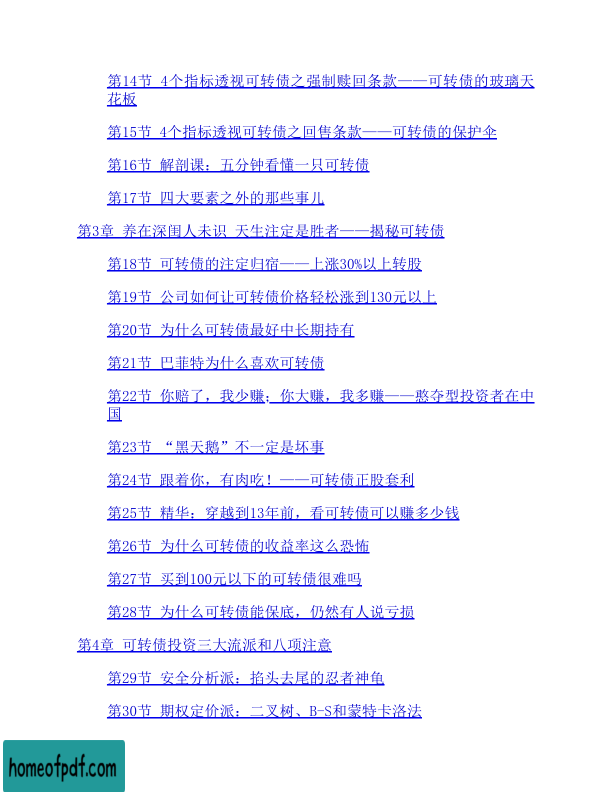 第14节 4个指标透视可转债之强制赎回条款——可转债的玻璃天
花板
第15节 4个指标透视可转债之回售条款——可转债的保护伞
第16节 解剖课：五分钟看懂一只可转债
第17节 四大要素之外的那些事儿
第3章 养在深闺人未识 天生注定是胜者——揭秘可转债
第18节 可转债的注定归宿——上涨30%以上转股
第19节 公司如何让可转债价格轻松涨到130元以上
第20节 为什么可转债最好中长期持有
第21节 巴菲特为什么喜欢可转债
第22节 你赔了，我少赚；你大赚，我多赚——憨夺型投资者在中
国
第23节 “黑天鹅”不一定是坏事
第24节 跟着你，有肉吃！——可转债正股套利
第25节 精华：穿越到13年前，看可转债可以赚多少钱
第26节 为什么可转债的收益率这么恐怖
第27节 买到100元以下的可转债很难吗
第28节 为什么可转债能保底，仍然有人说亏损
第4章 可转债投资三大流派和八项注意
第29节 安全分析派：掐头去尾的忍者神龟
第30节 期权定价派：二叉树、B-S和蒙特卡洛法
homeofpdf.com